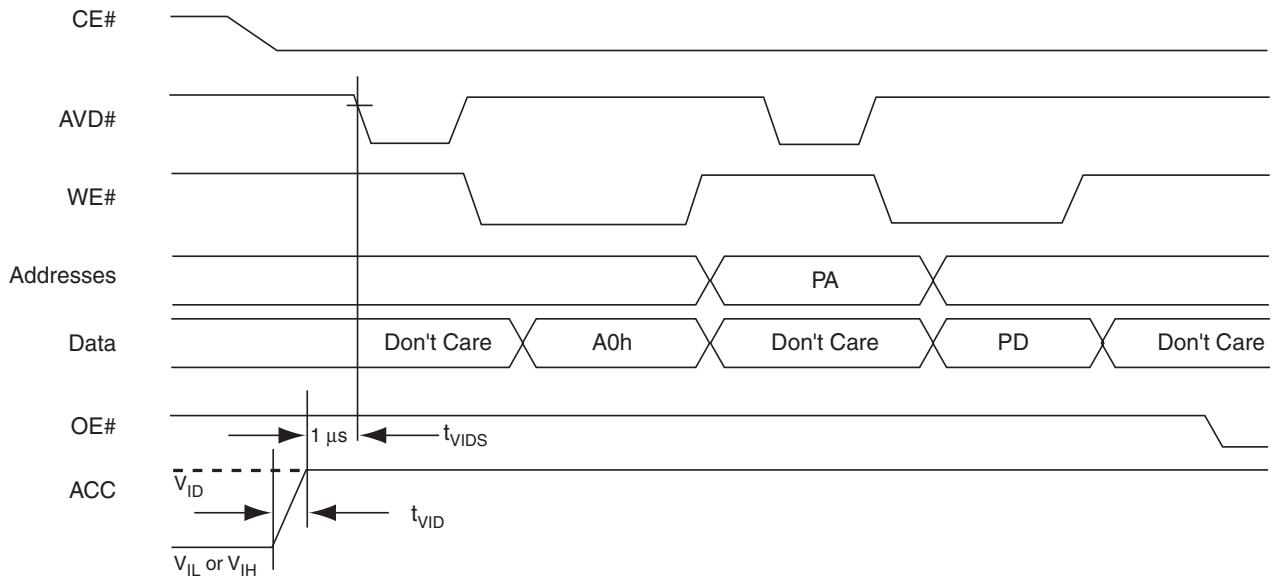 CE#
AVD#
WE#
Addresses PA
Data Don't Care A0h Don't Care PD Don't Care
OE# 1 μs tVIDS
ACC VID
tVID
VIL or VIH